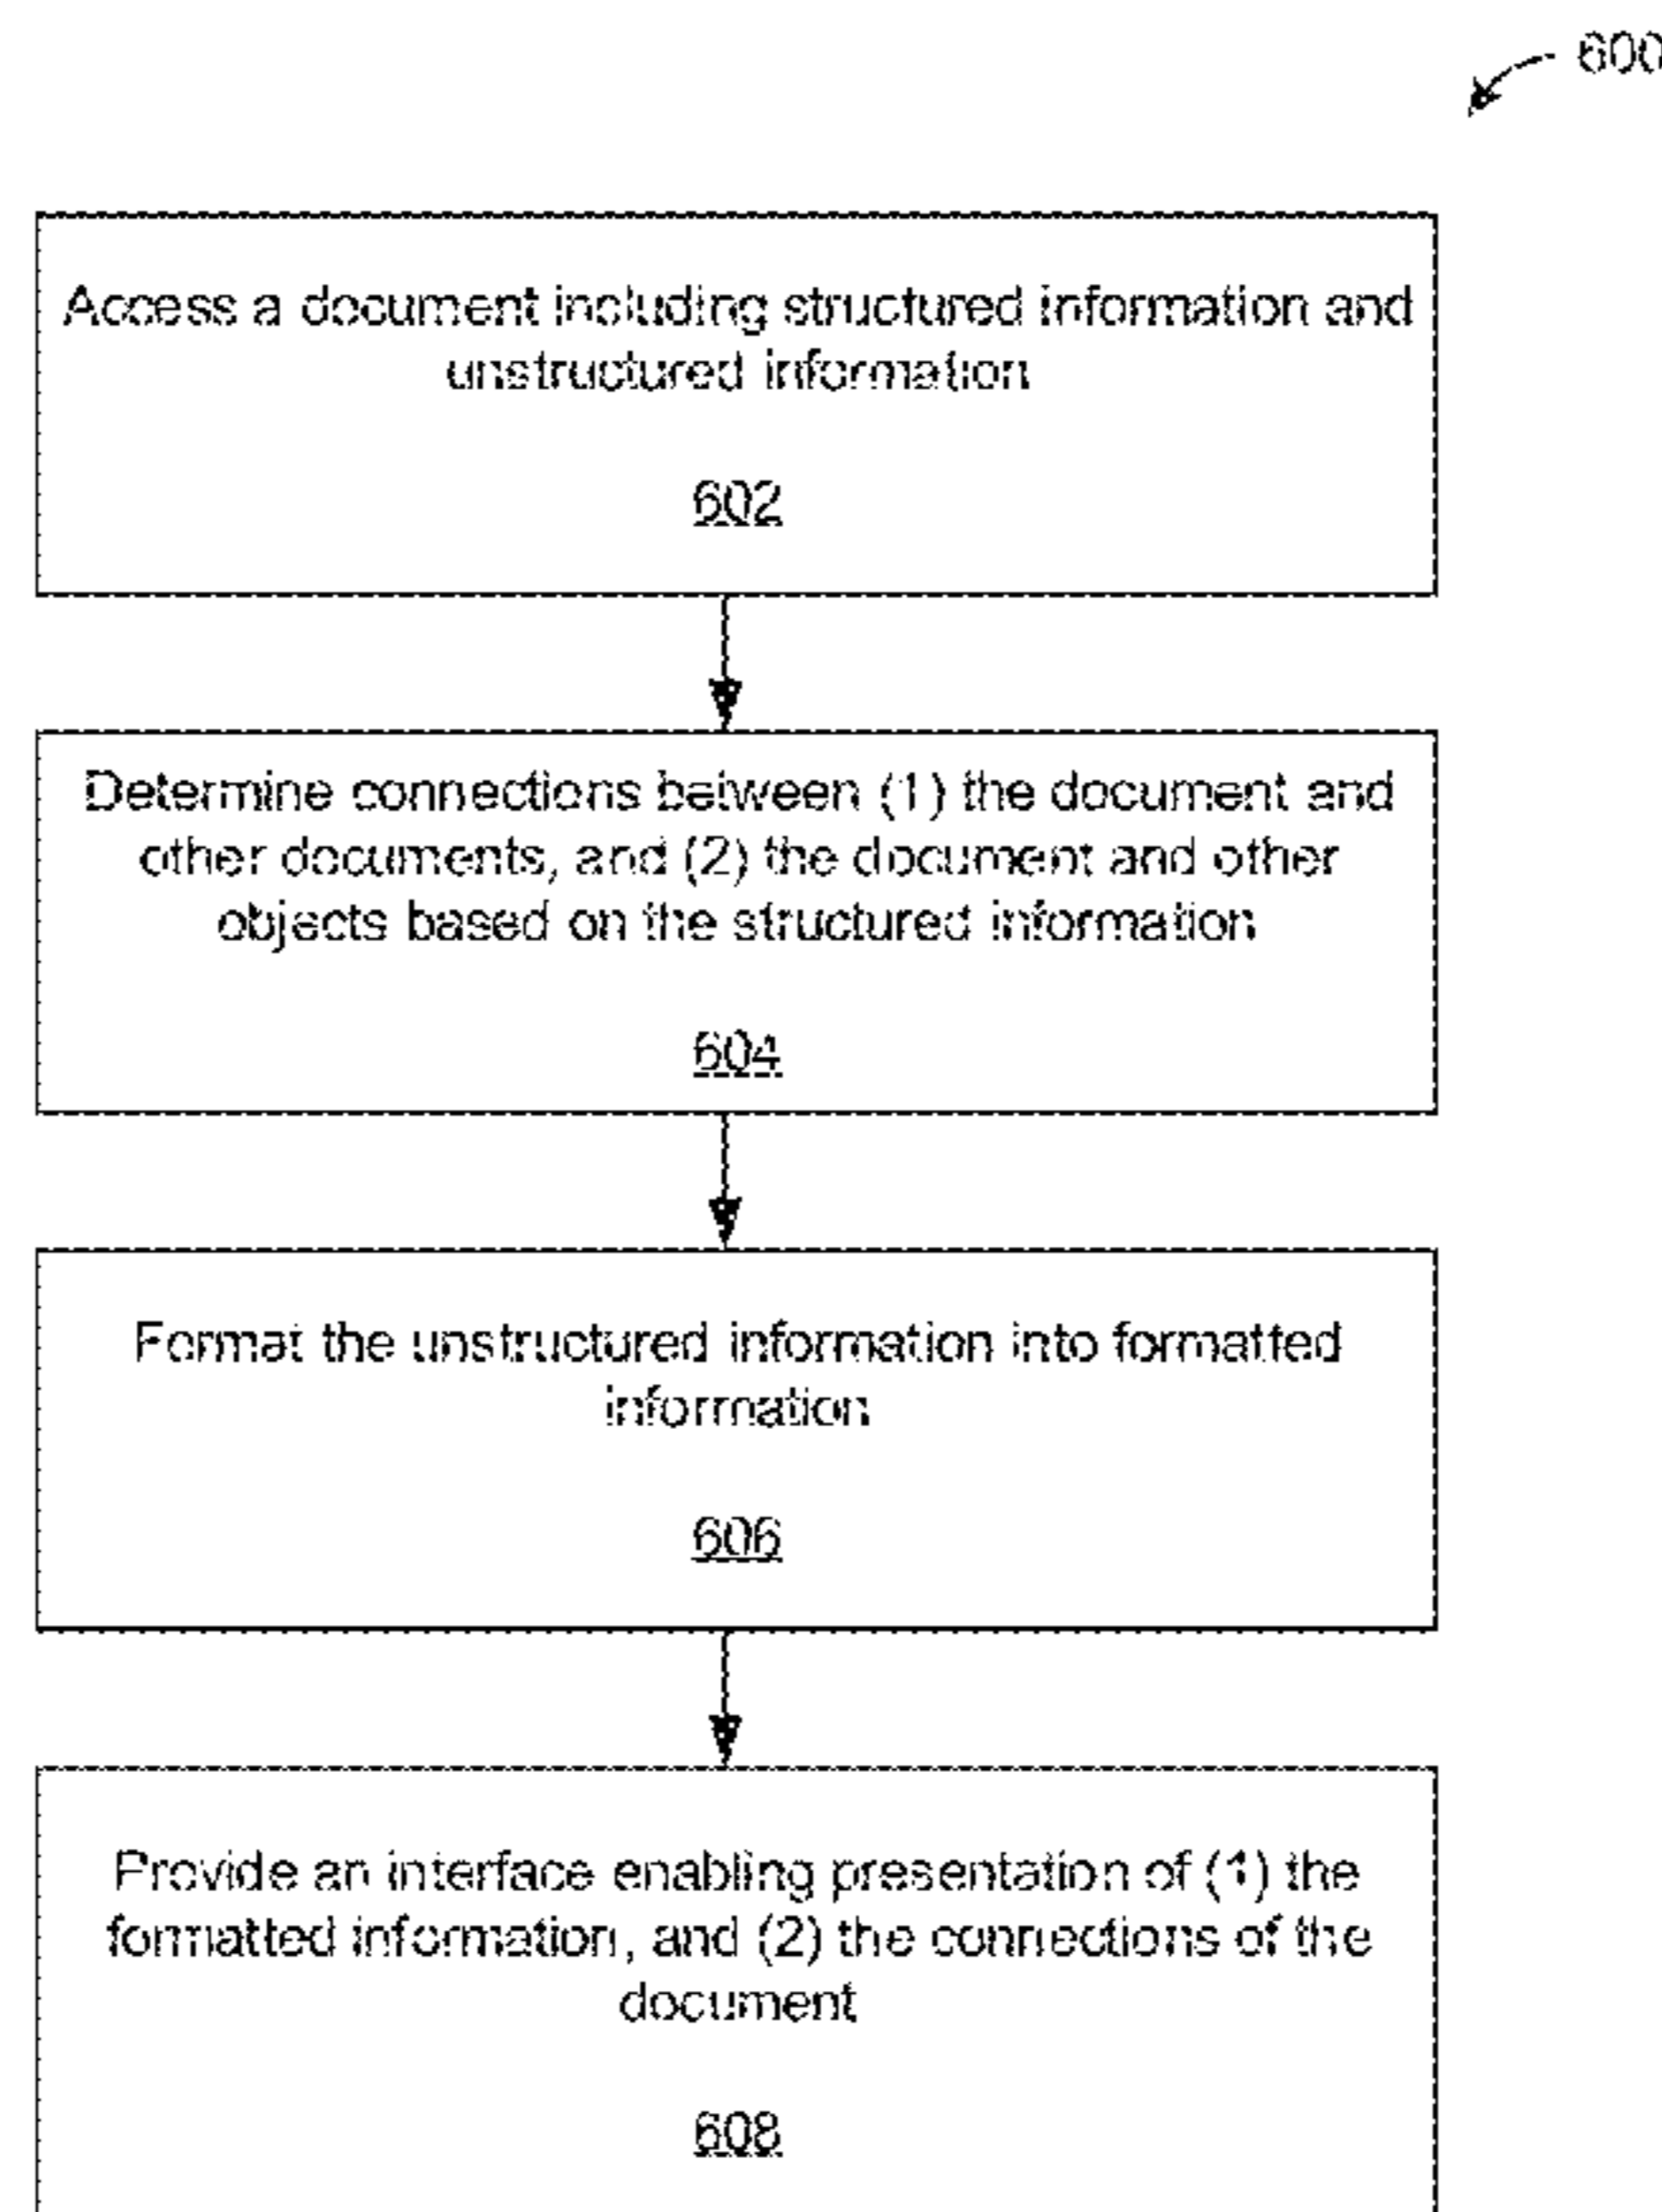 600
Access a document including structured information and
unstructured information
602
Determine connections between (1) the document and
other documents, and (2) the document and other
objects based on the structured information
604
Format the unstructured information into formatted
information
606
Provide an interface enabling presentation of (1) the
formatted information, and (2) the connections of the
document
608